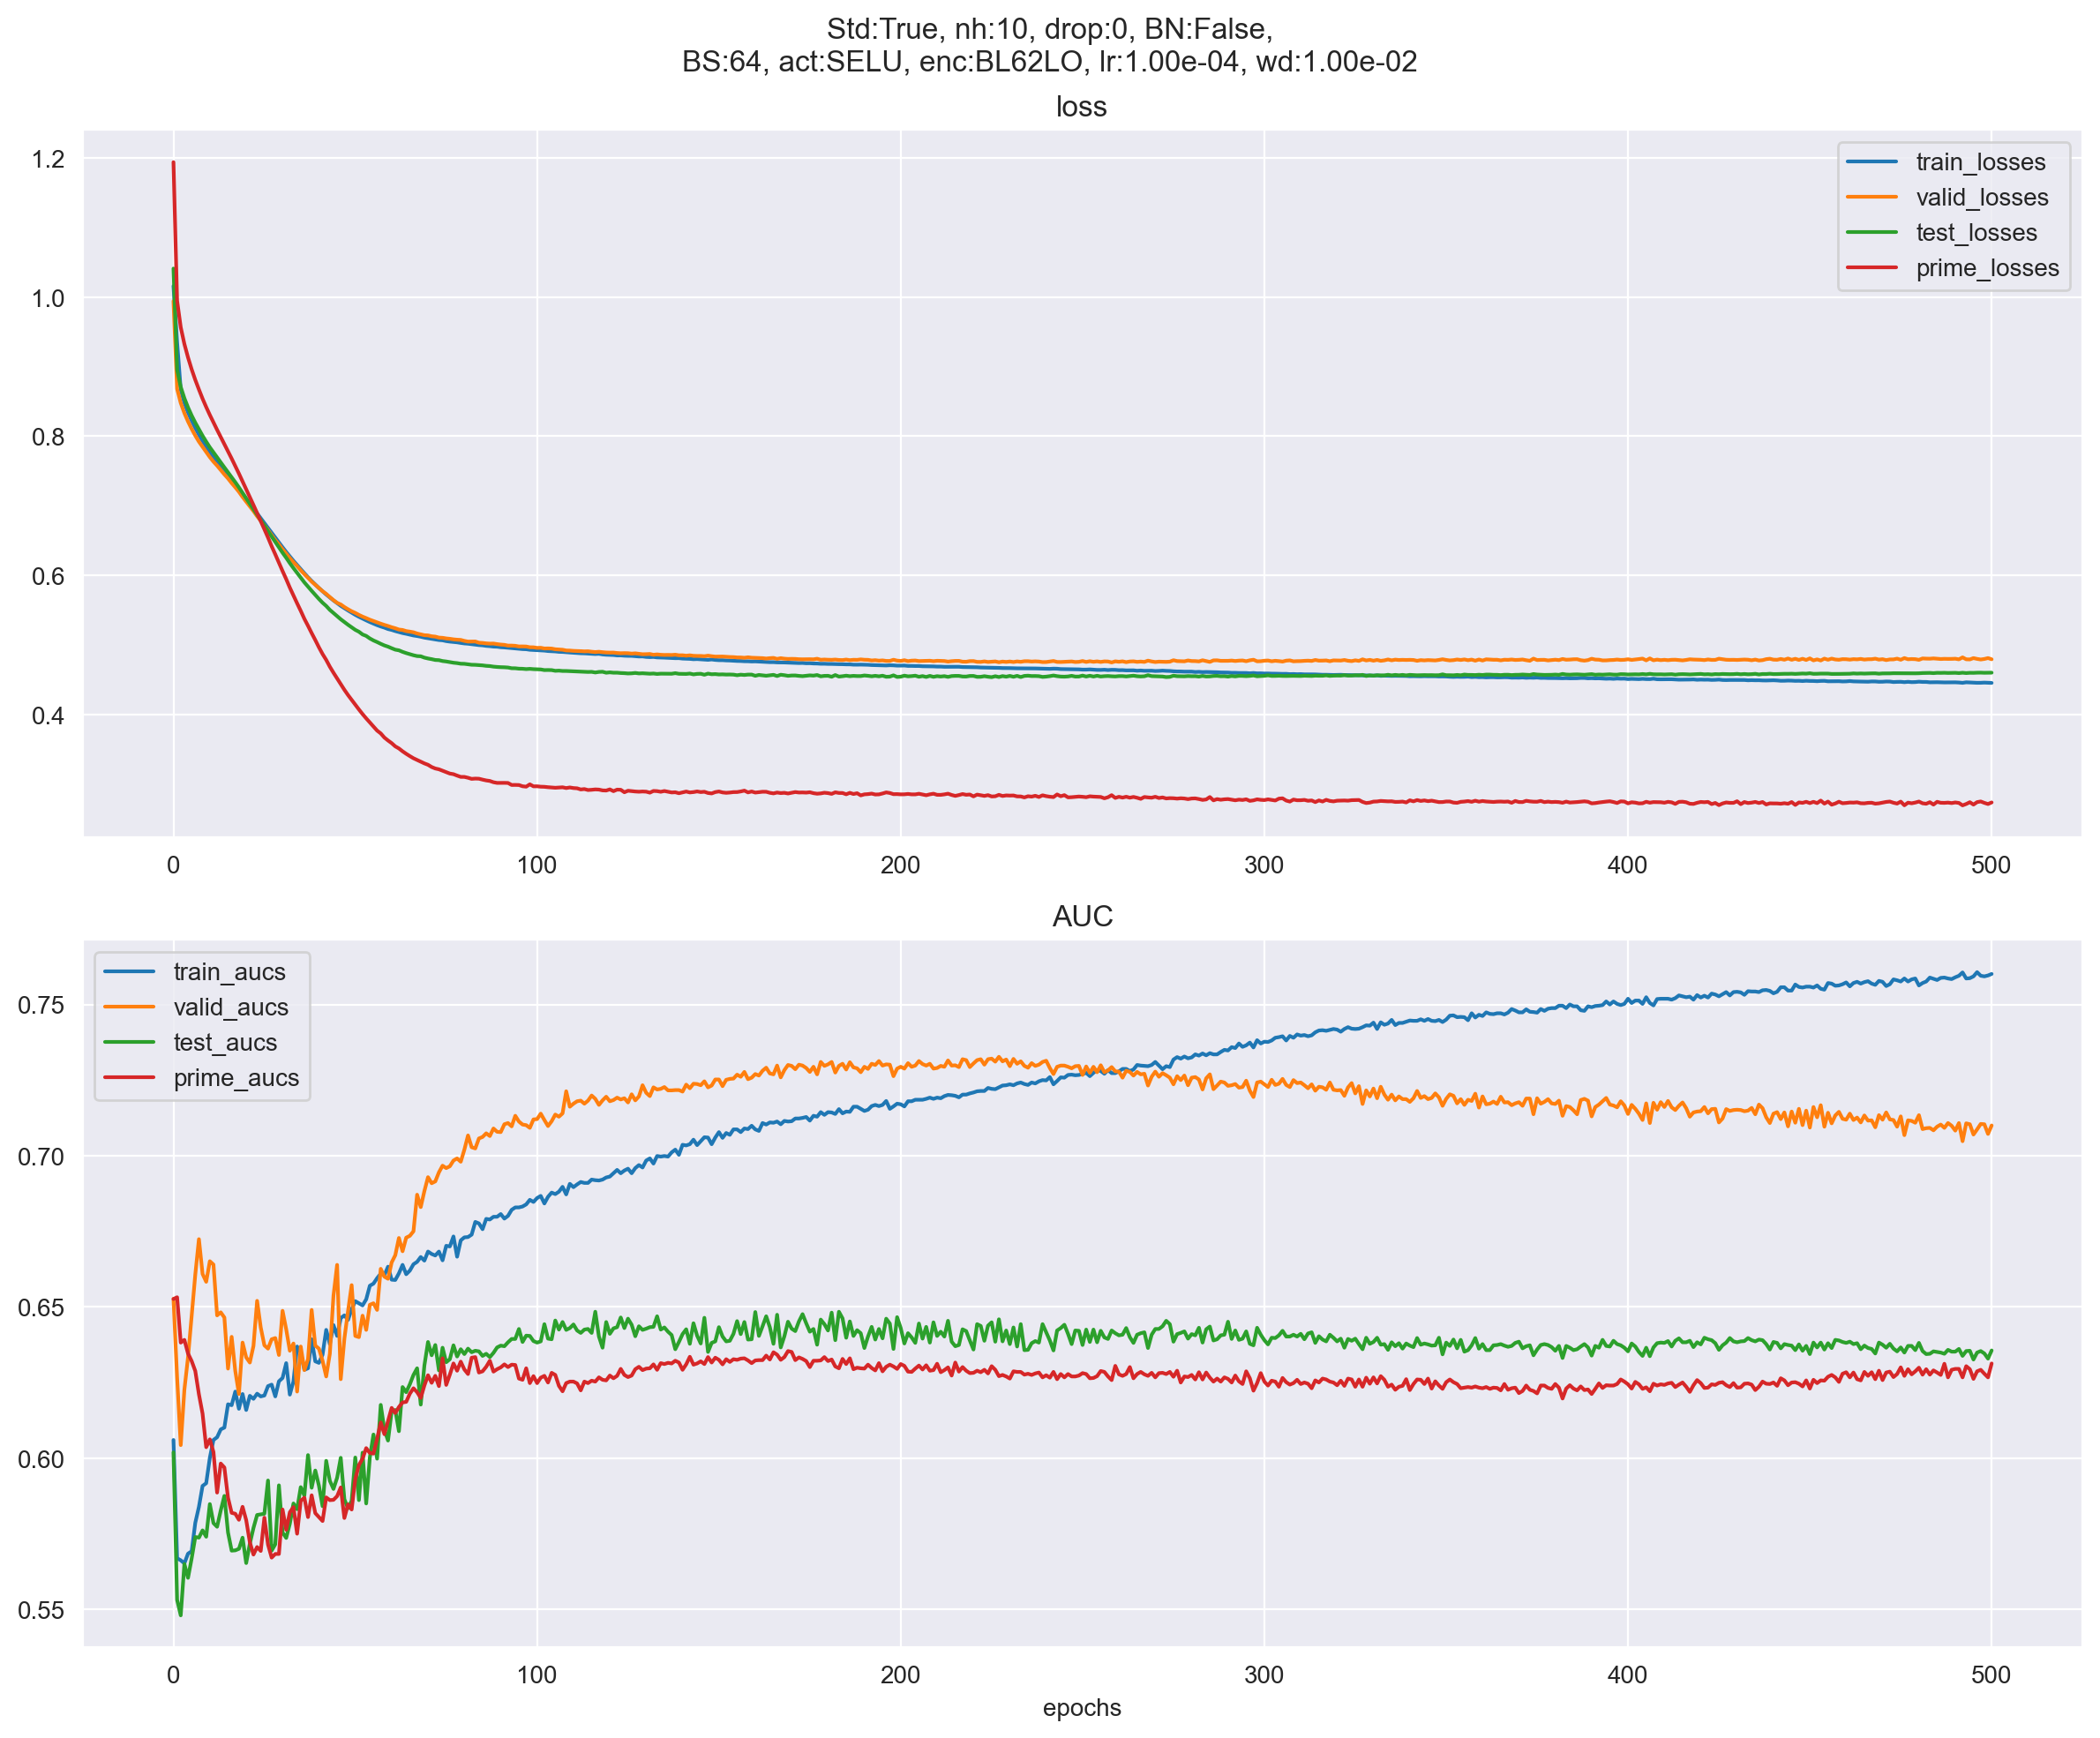 Std:True, nh:10, drop:0, BN:False,
BS:64, act:SELU, enc:BL62LO, lr:1.00e-04, wd:1.00e-02
loss
1.2
1.0
0.8
0.6
0.4
train_losses
valid_losses
test_losses
prime_losses
0 100 200 300 400 500
AUC
0.75
0.70
0.65
0.60
0.55
train_aucs
valid_aucs
test_aucs
prime_aucs
0 100 200 300 400 500
epochs